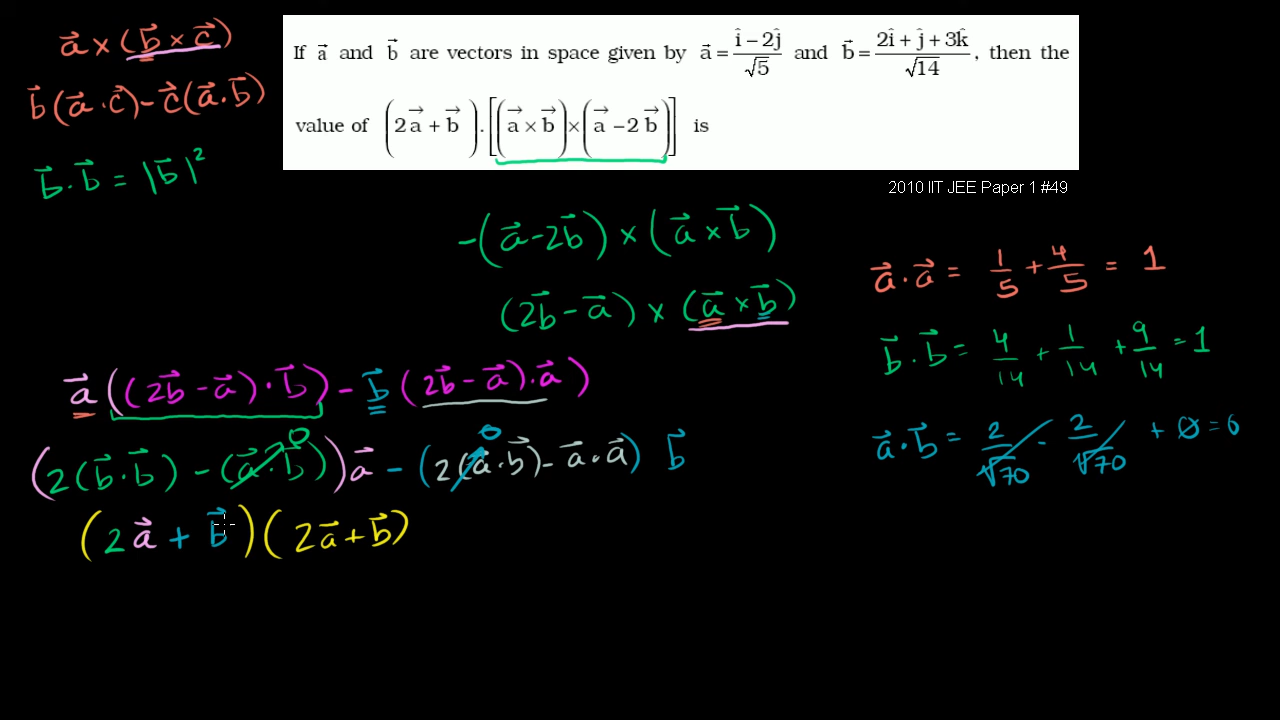 a⃗ × (b⃗ × c⃗)
b⃗(a⃗ · c⃗) − c⃗(a⃗ · b⃗)
b⃗ · b⃗ = |b⃗|²
If a⃗ and b⃗ are vectors in space given by a⃗ = (î − 2ĵ)/√5 and b⃗ = (2î + ĵ + 3k̂)/√14, then the
value of (2a⃗ + b⃗).[(a⃗ × b⃗) × (a⃗ − 2b⃗)] is
2010 IIT JEE Paper 1 #49
−(a⃗ − 2b⃗) × (a⃗ × b⃗)
(2b⃗ − a⃗) × (a⃗ × b⃗)
a⃗((2b⃗ − a⃗) · b⃗) − b⃗(2b⃗ − a⃗) · a⃗)
(2(b⃗ · b⃗) − (a⃗ · b⃗) 0)a⃗ − (2(a⃗ · b⃗) 0 − a⃗ · a⃗) b⃗
(2a⃗ + b⃗)(2a⃗ + b⃗)
a⃗ · a⃗ = 1/5 + 4/5 = 1
b⃗ · b⃗ = 4/14 + 1/14 + 9/14 = 1
a⃗ · b⃗ = 2/√70 − 2/√70 + 0 = 0